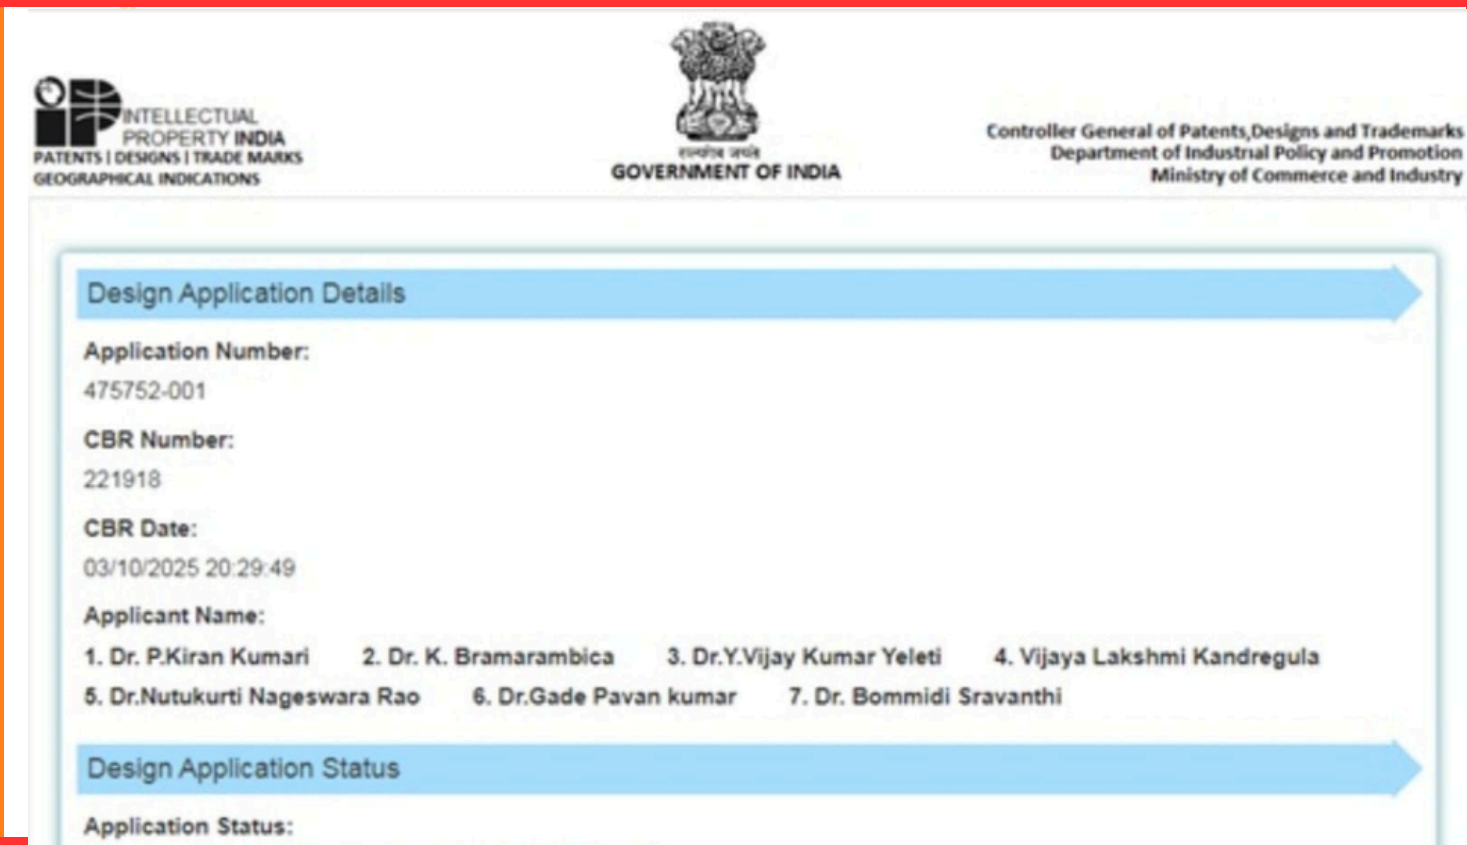 INTELLECTUAL
PROPERTY INDIA
PATENTS | DESIGNS | TRADE MARKS
GEOGRAPHICAL INDICATIONS
सत्यमेव जयते
GOVERNMENT OF INDIA
Controller General of Patents,Designs and Trademarks
Department of Industrial Policy and Promotion
Ministry of Commerce and Industry
Design Application Details
Application Number:
475752-001
CBR Number:
221918
CBR Date:
03/10/2025 20:29:49
Applicant Name:
1. Dr. P.Kiran Kumari 2. Dr. K. Bramarambica 3. Dr.Y.Vijay Kumar Yeleti 4. Vijaya Lakshmi Kandregula
5. Dr.Nutukurti Nageswara Rao 6. Dr.Gade Pavan kumar 7. Dr. Bommidi Sravanthi
Design Application Status
Application Status: